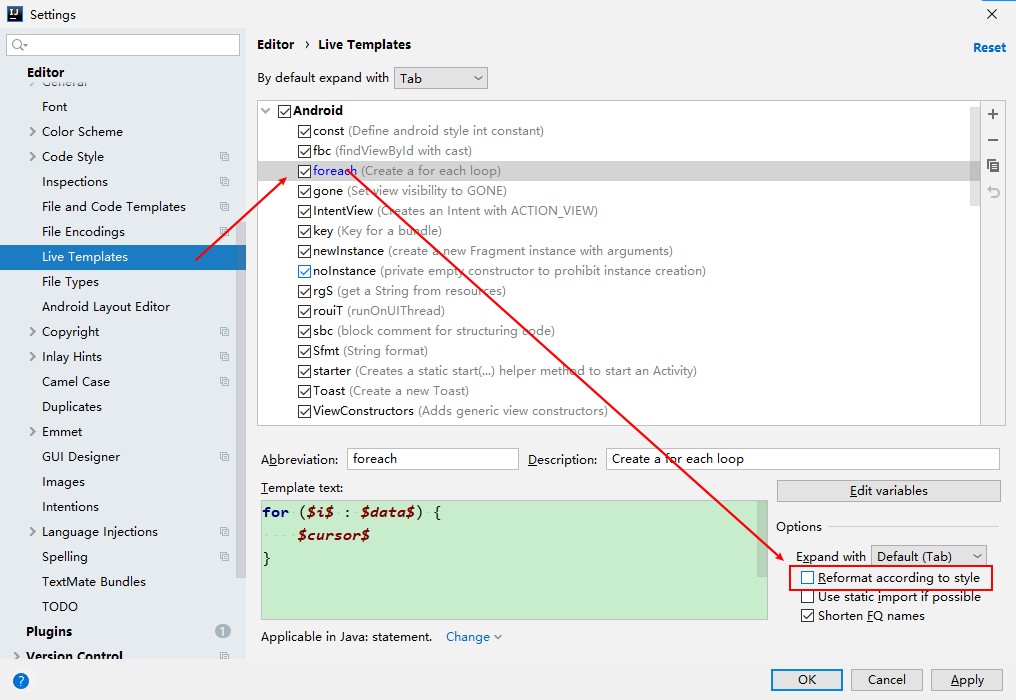 Settings
Editor
General
Font
Color Scheme
Code Style
Inspections
File and Code Templates
File Encodings
Live Templates
File Types
Android Layout Editor
Copyright
Inlay Hints
Camel Case
Duplicates
Emmet
GUI Designer
Images
Intentions
Language Injections
Spelling
TextMate Bundles
TODO
Plugins 1
Version Control
?
Editor › Live Templates
Reset
By default expand with Tab
Android
const (Define android style int constant)
fbc (findViewById with cast)
foreach (Create a for each loop)
gone (Set view visibility to GONE)
IntentView (Creates an Intent with ACTION_VIEW)
key (Key for a bundle)
newInstance (create a new Fragment instance with arguments)
noInstance (private empty constructor to prohibit instance creation)
rgS (get a String from resources)
rouiT (runOnUIThread)
sbc (block comment for structuring code)
Sfmt (String format)
starter (Creates a static start(...) helper method to start an Activity)
Toast (Create a new Toast)
ViewConstructors (Adds generic view constructors)
Abbreviation: foreach Description: Create a for each loop
Template text:
for ($i$ : $data$) {
$cursor$
}
Edit variables
Options
Expand with Default (Tab)
Reformat according to style
Use static import if possible
Shorten FQ names
Applicable in Java: statement. Change
OK Cancel Apply